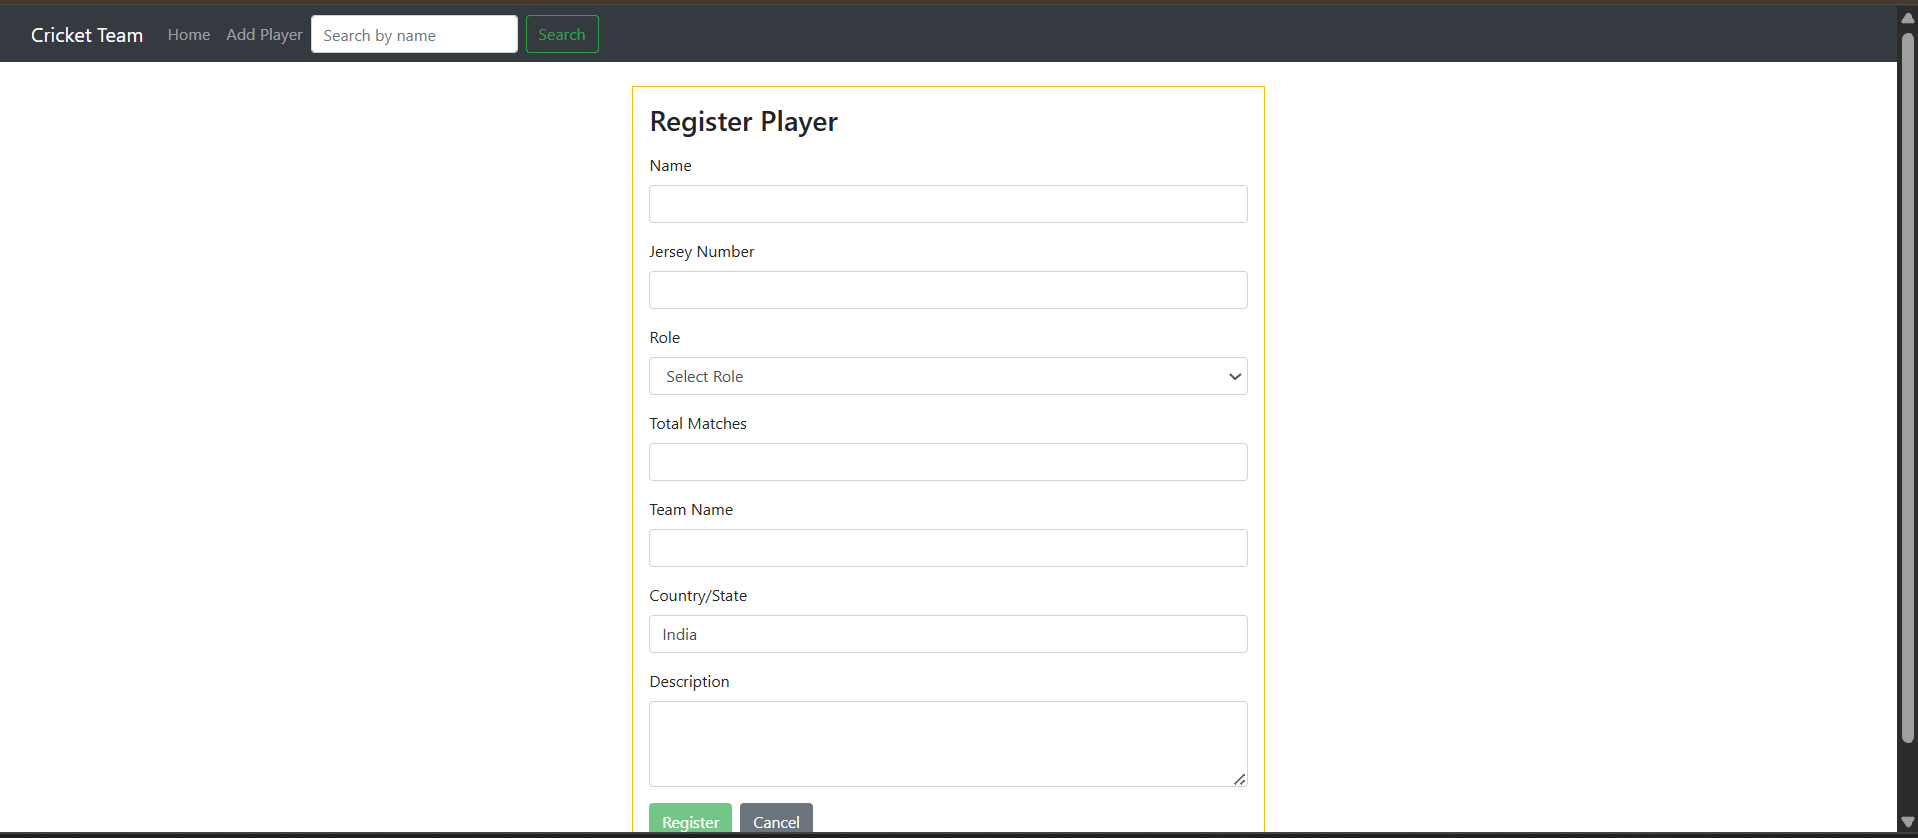 Cricket Team Home Add Player Search by name Search
Register Player
Name
Jersey Number
Role
Select Role
Total Matches
Team Name
Country/State
India
Description
Register Cancel